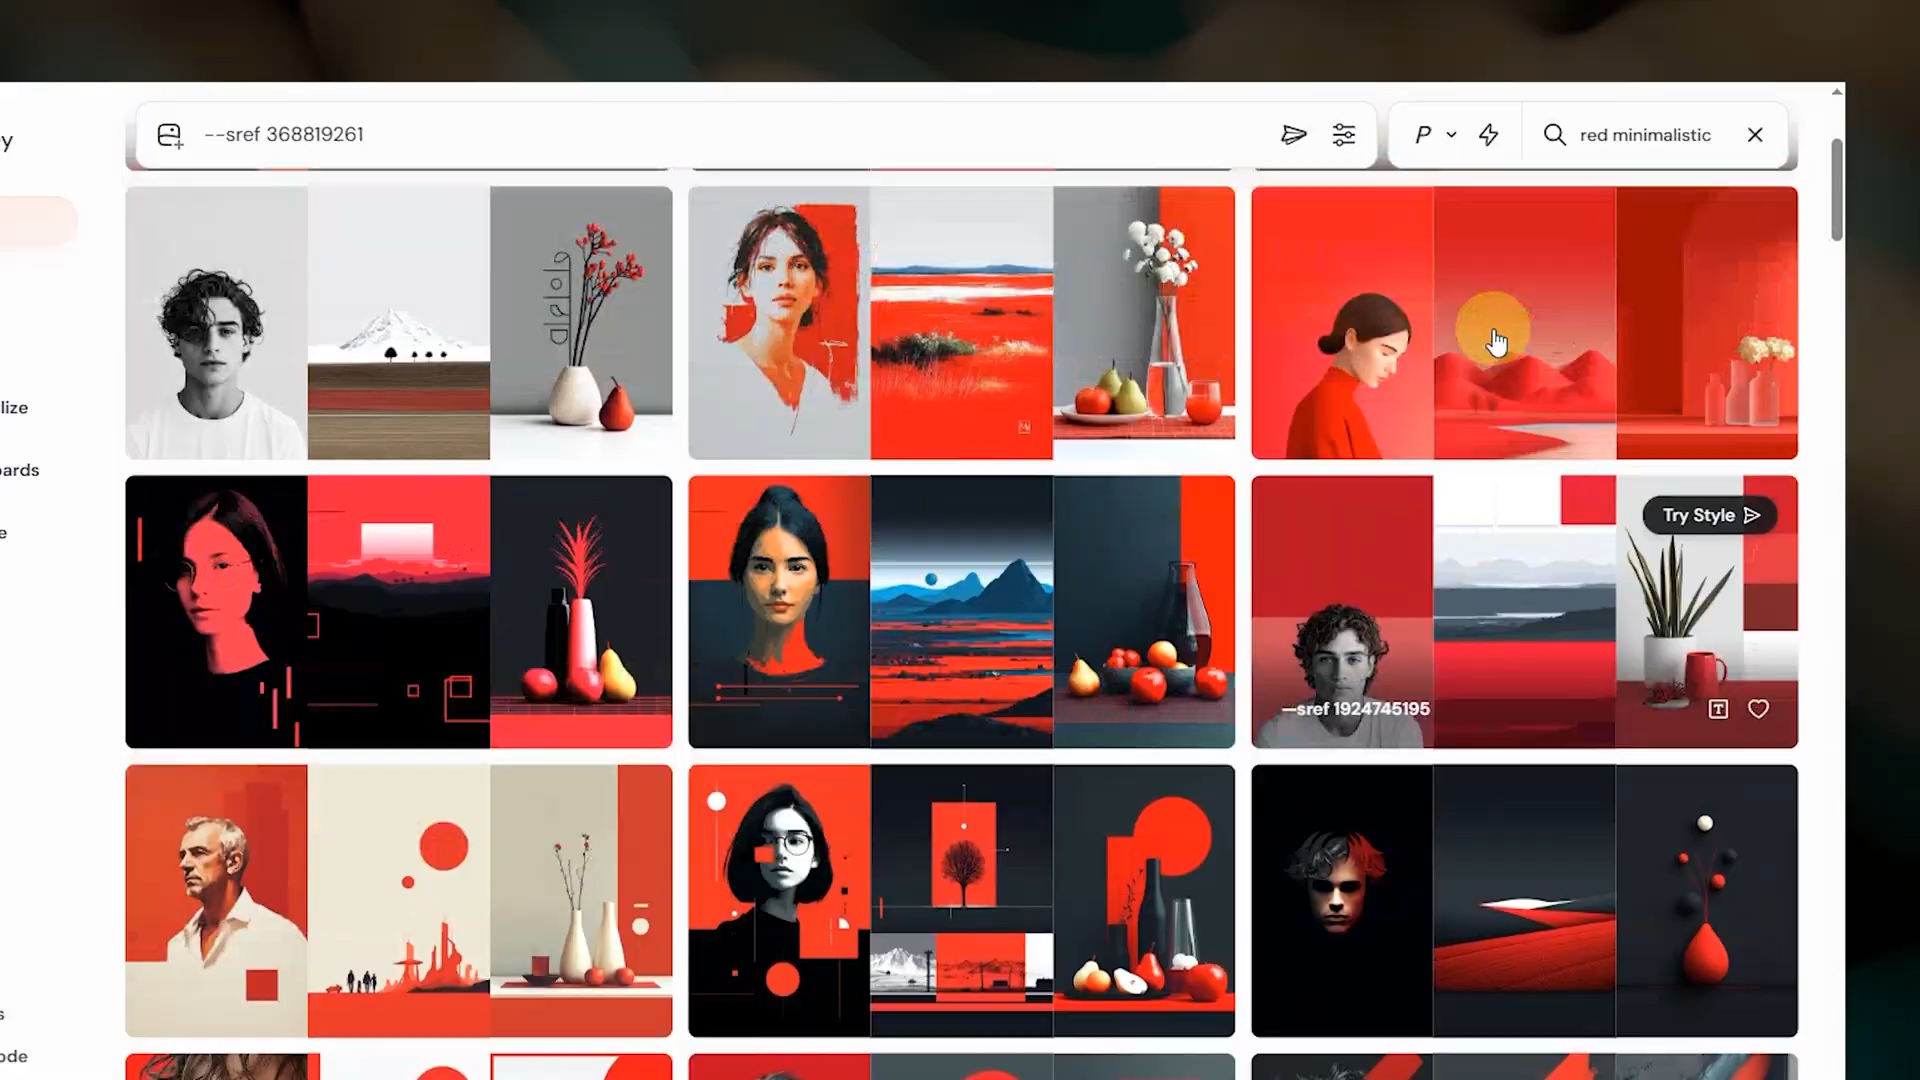 y
--sref 368819261
P
red minimalistic
lize
ards
e
Try Style
—sref 1924745195
s
ode